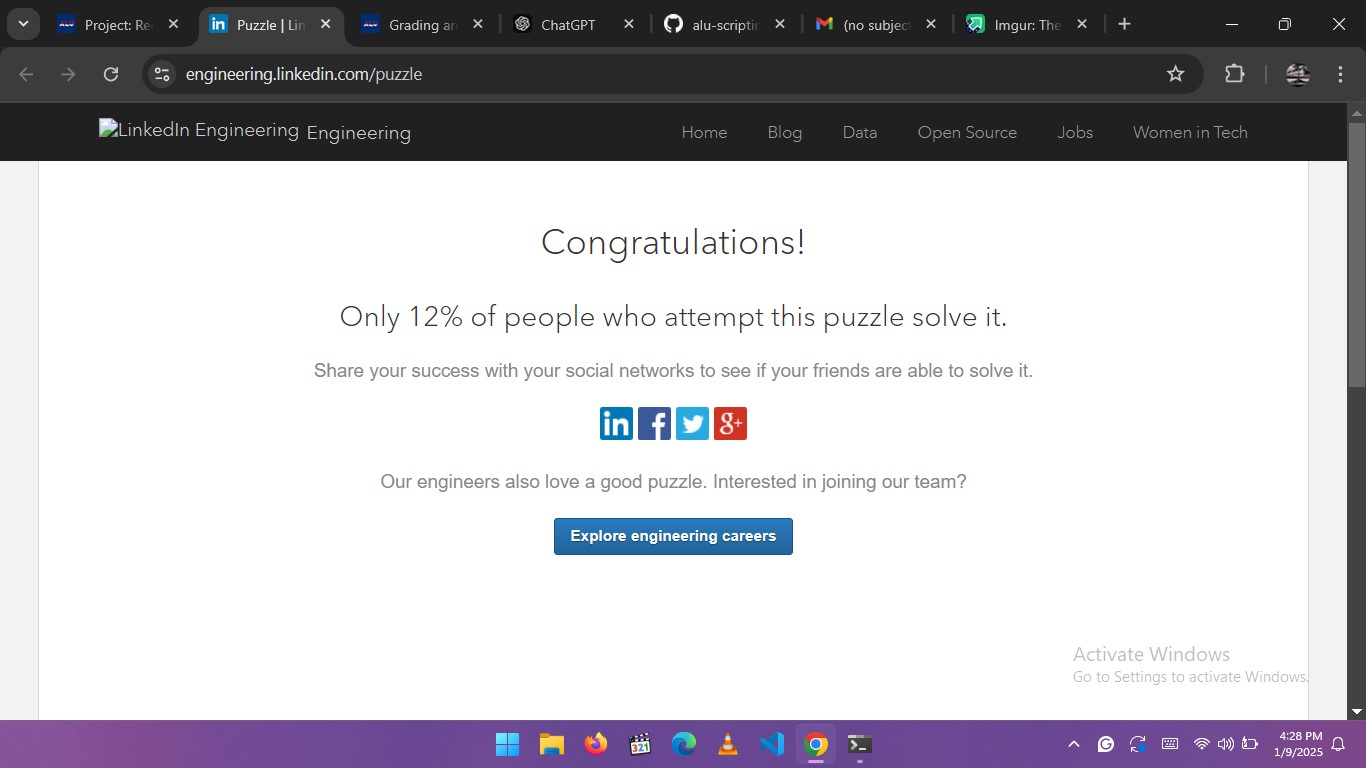 Project: Re
Puzzle | Lin
Grading an
ChatGPT
alu-scriptin
(no subjec
Imgur: The
engineering.linkedin.com/puzzle
LinkedIn Engineering Engineering
Home Blog Data Open Source Jobs Women in Tech
Congratulations!
Only 12% of people who attempt this puzzle solve it.
Share your success with your social networks to see if your friends are able to solve it.
in f g+
Our engineers also love a good puzzle. Interested in joining our team?
Explore engineering careers
Activate Windows
Go to Settings to activate Windows.
321
4:28 PM
1/9/2025